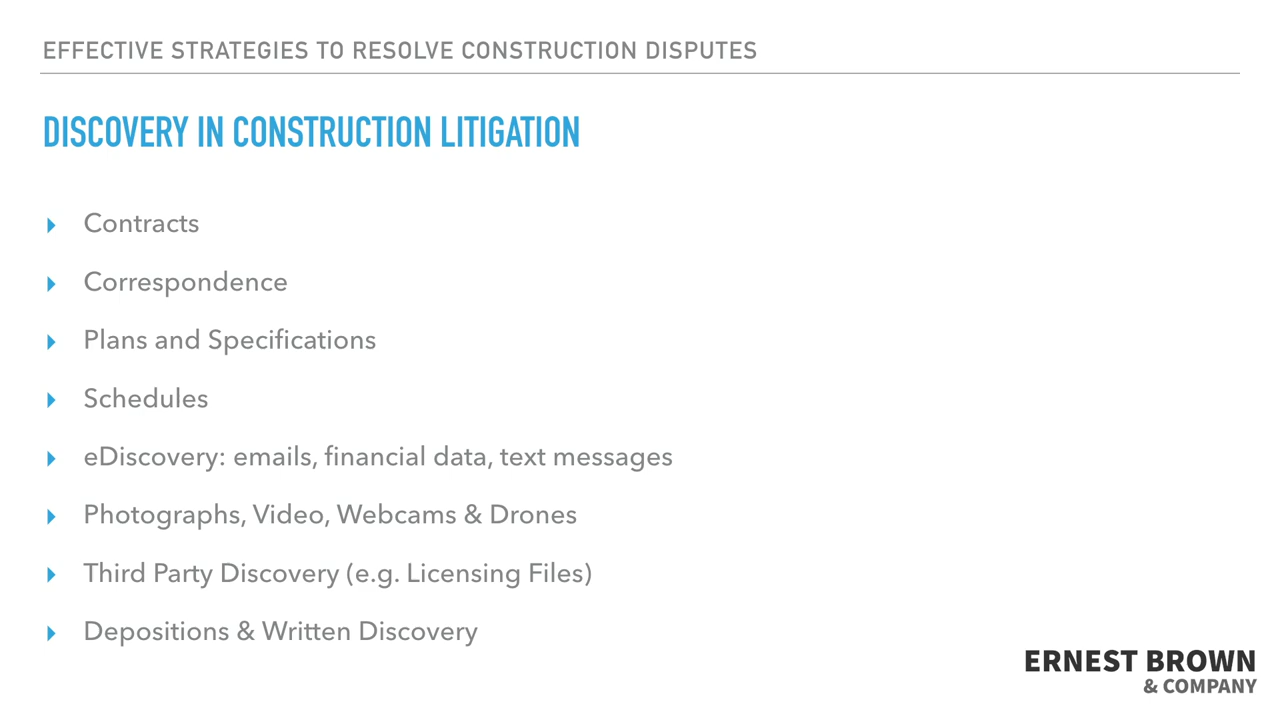 EFFECTIVE STRATEGIES TO RESOLVE CONSTRUCTION DISPUTES
DISCOVERY IN CONSTRUCTION LITIGATION
Contracts
Correspondence
Plans and Specifications
Schedules
eDiscovery: emails, financial data, text messages
Photographs, Video, Webcams & Drones
Third Party Discovery (e.g. Licensing Files)
Depositions & Written Discovery
ERNEST BROWN
& COMPANY